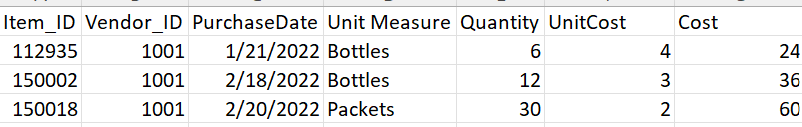 Item_ID Vendor_ID PurchaseDate Unit Measure Quantity UnitCost Cost
112935 1001 1/21/2022 Bottles 6 4 24
150002 1001 2/18/2022 Bottles 12 3 36
150018 1001 2/20/2022 Packets 30 2 60